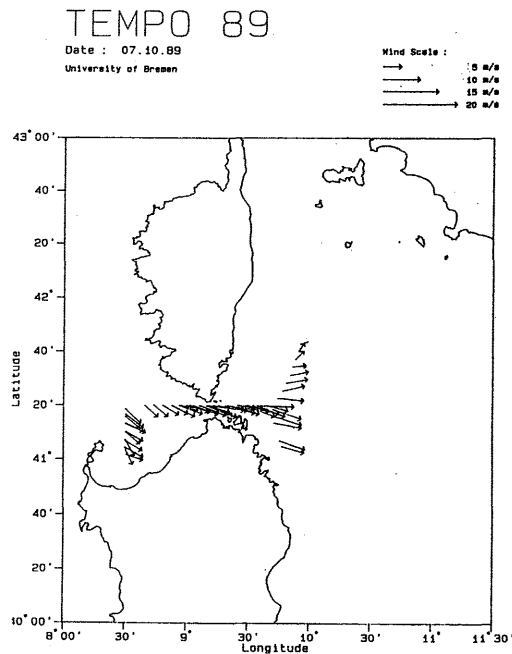 TEMPO 89
Date : 07.10.89
University of Bremen
Wind Scale :
5 m/s
10 m/s
15 m/s
20 m/s
43° 00'
40'
20'
42°
40'
Latitude
20'
41°
40'
20'
40° 00'
8° 00' 30' 9° 30' 10° 30' 11° 11° 30'
Longitude